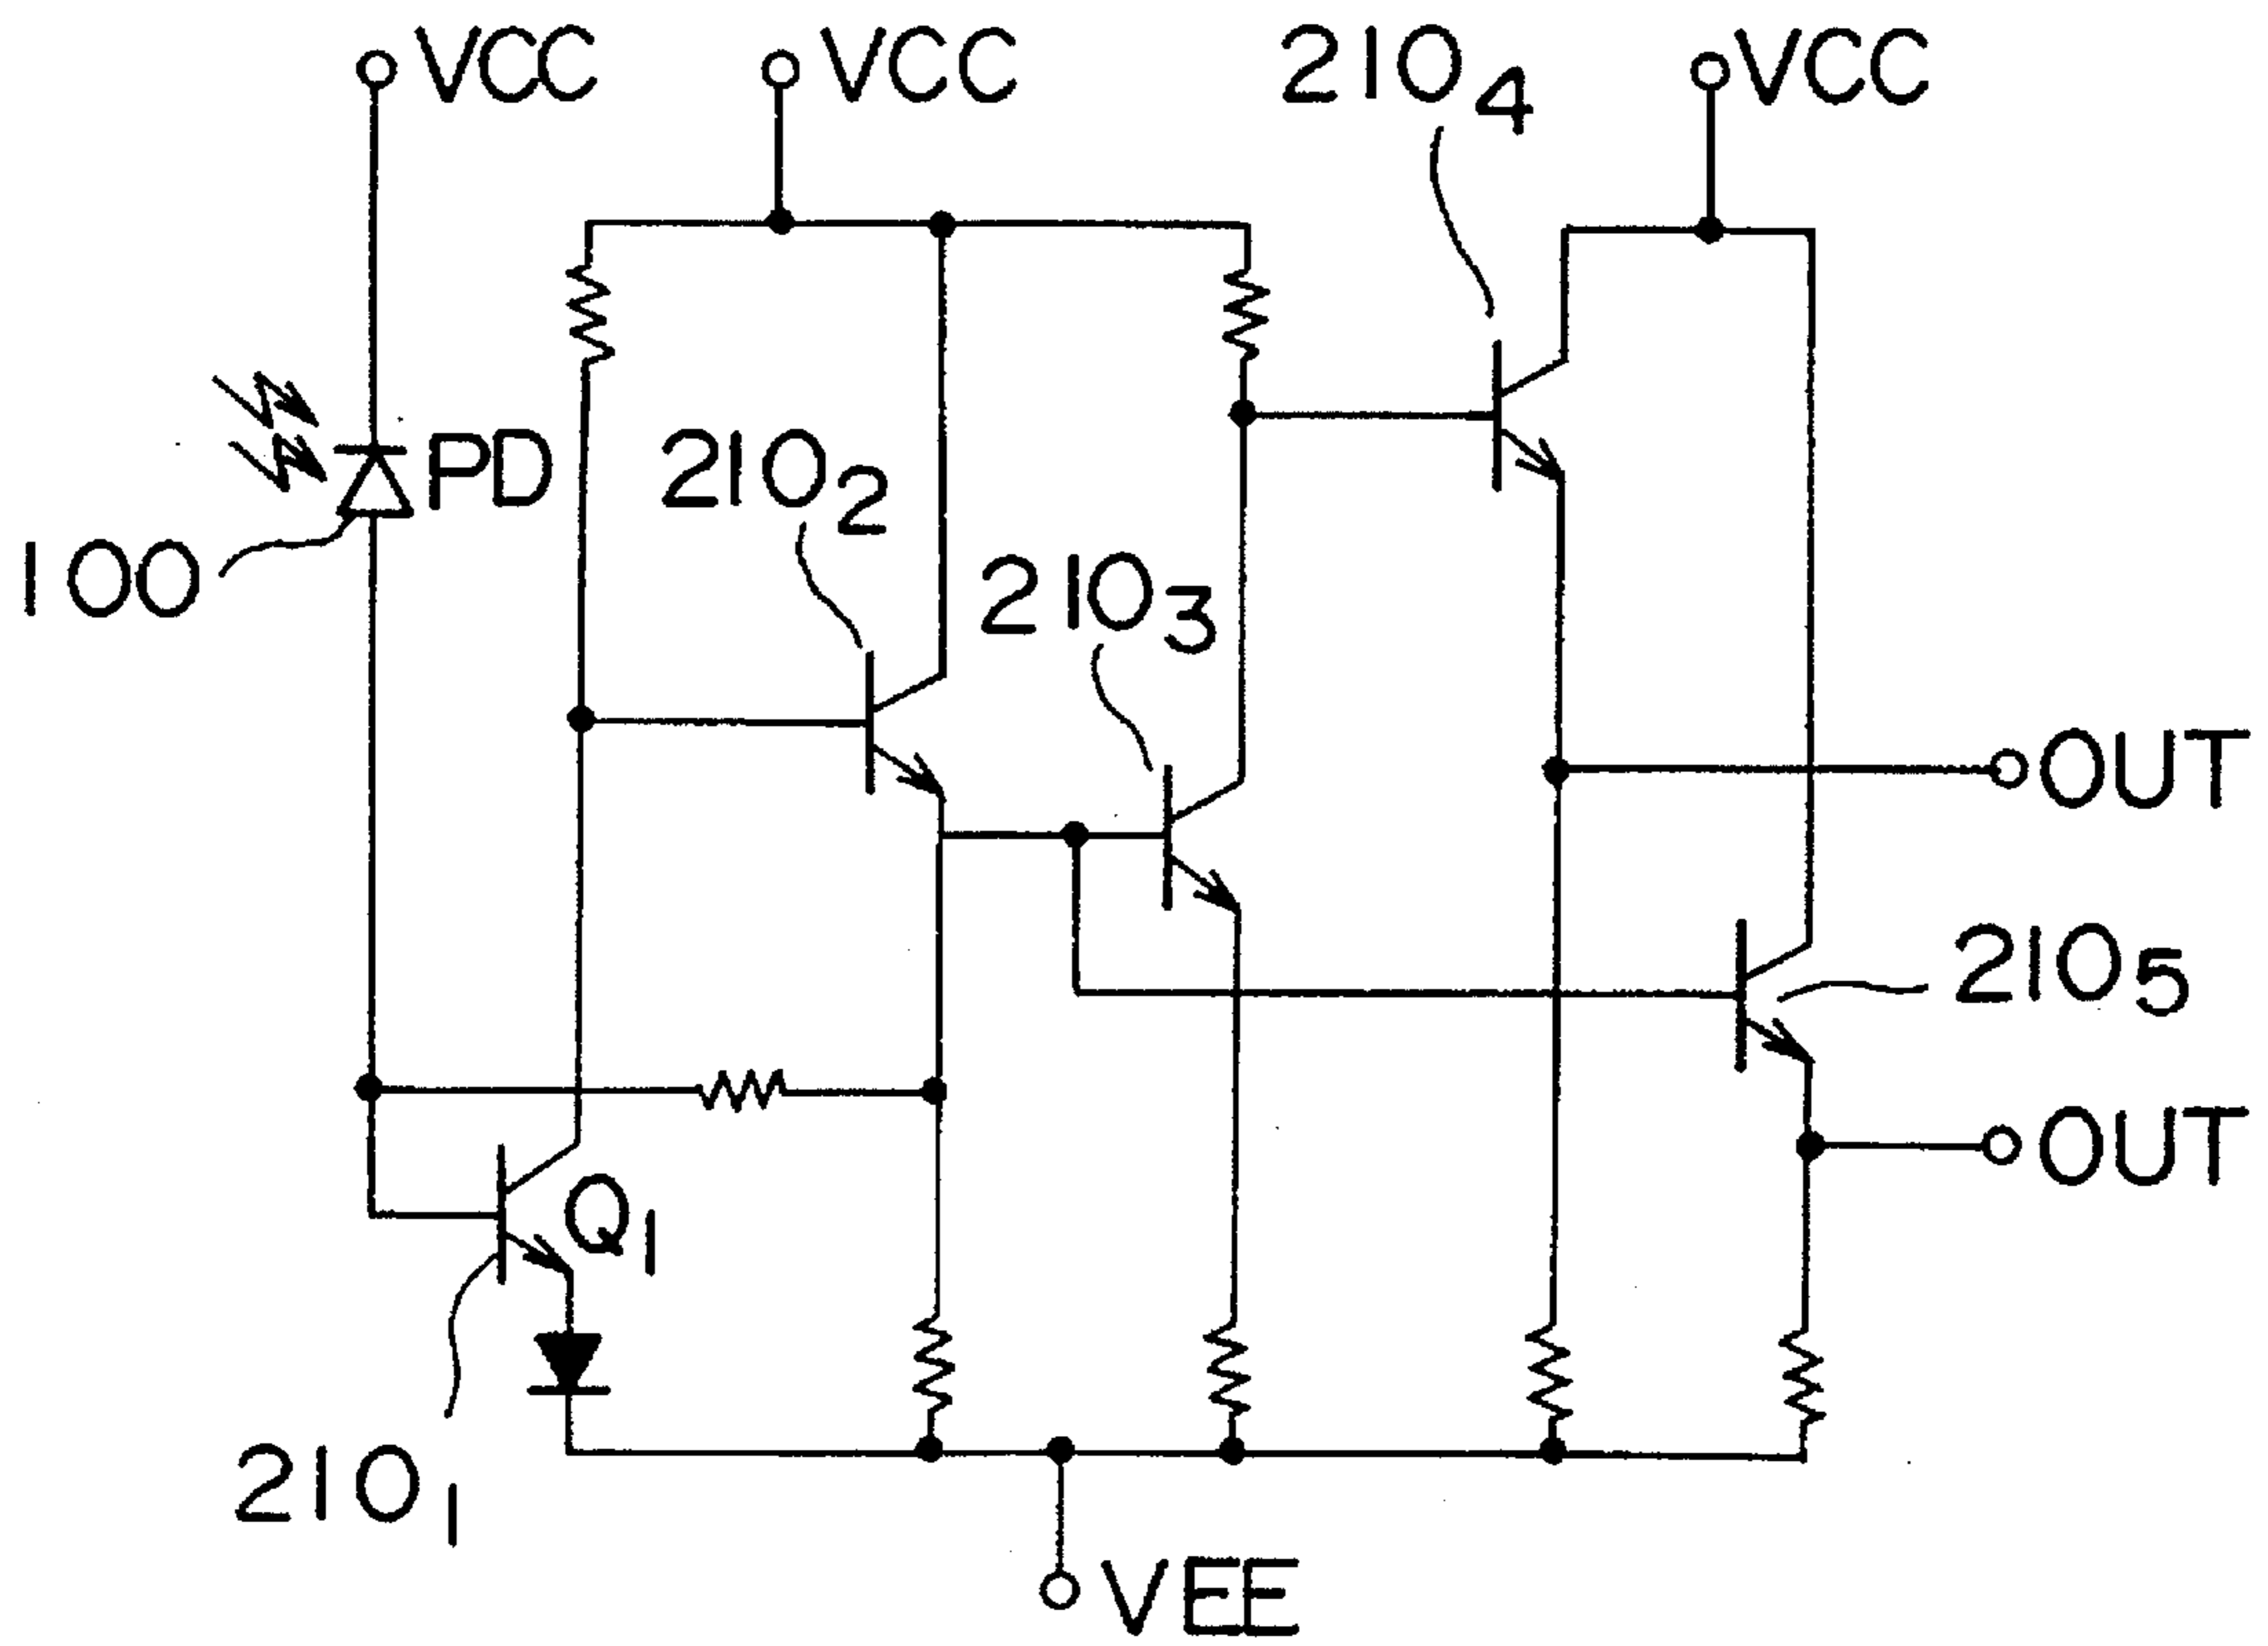 VCC
VCC
210₄
VCC
PD
210₂
100
210₃
OUT
210₅
OUT
Q₁
210₁
VEE